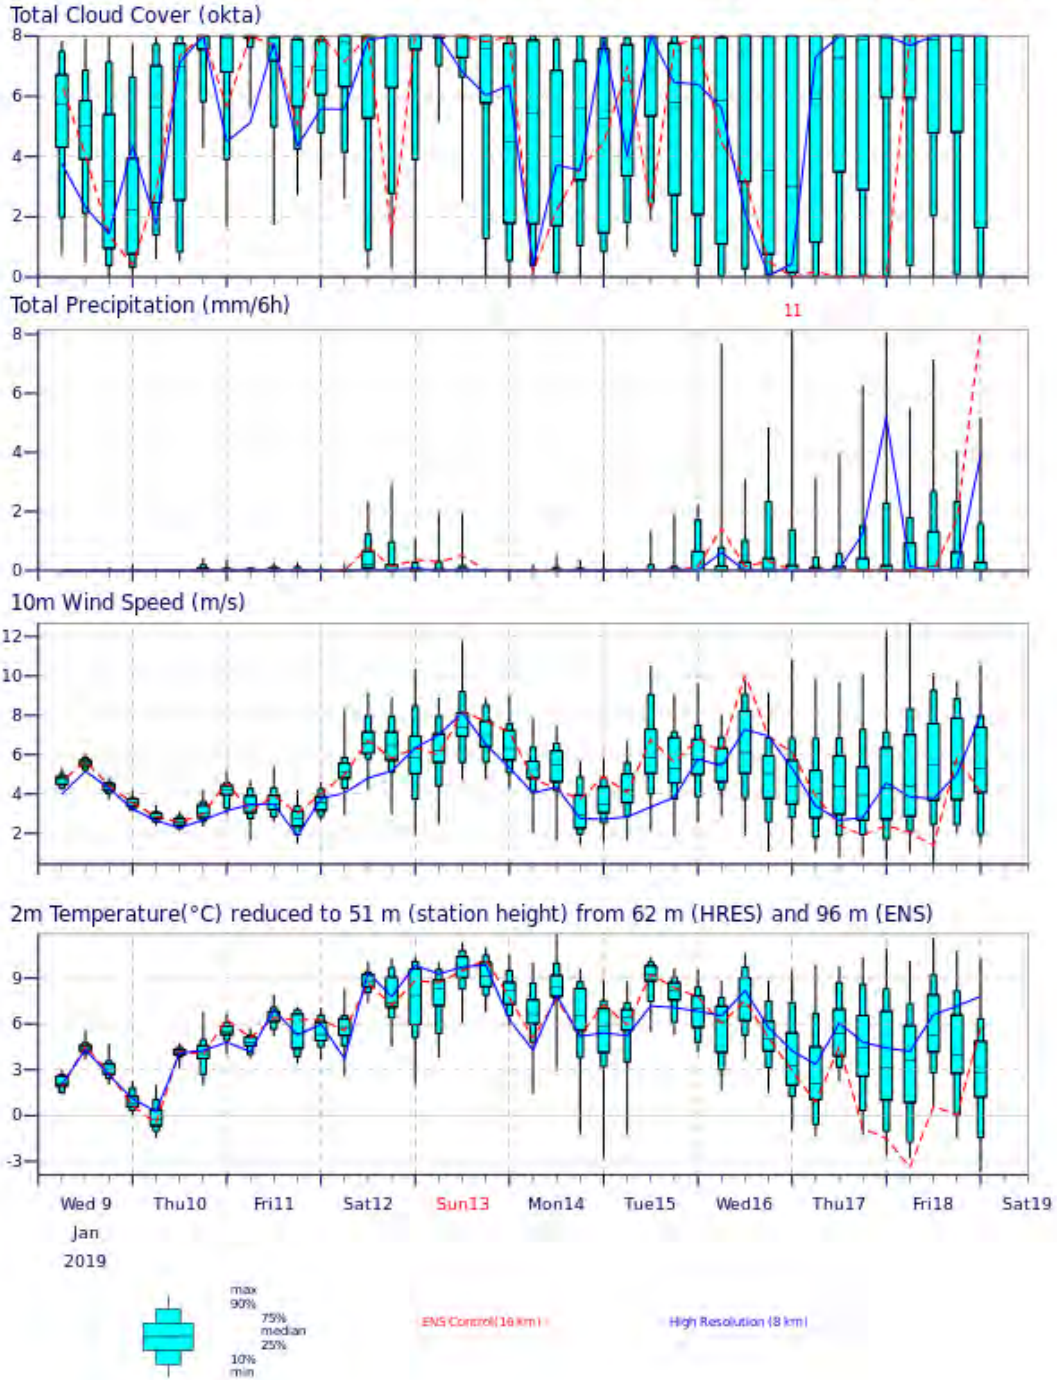 Total Cloud Cover (okta)
8
6
4
2
0
Total Precipitation (mm/6h)
11
8
6
4
2
0
10m Wind Speed (m/s)
12
10
8
6
4
2
2m Temperature(°C) reduced to 51 m (station height) from 62 m (HRES) and 96 m (ENS)
9
6
3
0
-3
Wed 9 Thu10 Fri11 Sat12 Sun13 Mon14 Tue15 Wed16 Thu17 Fri18 Sat19
Jan
2019
max
90%
75%
median
25%
10%
min
ENS Control(16 km)
High Resolution (8 km)